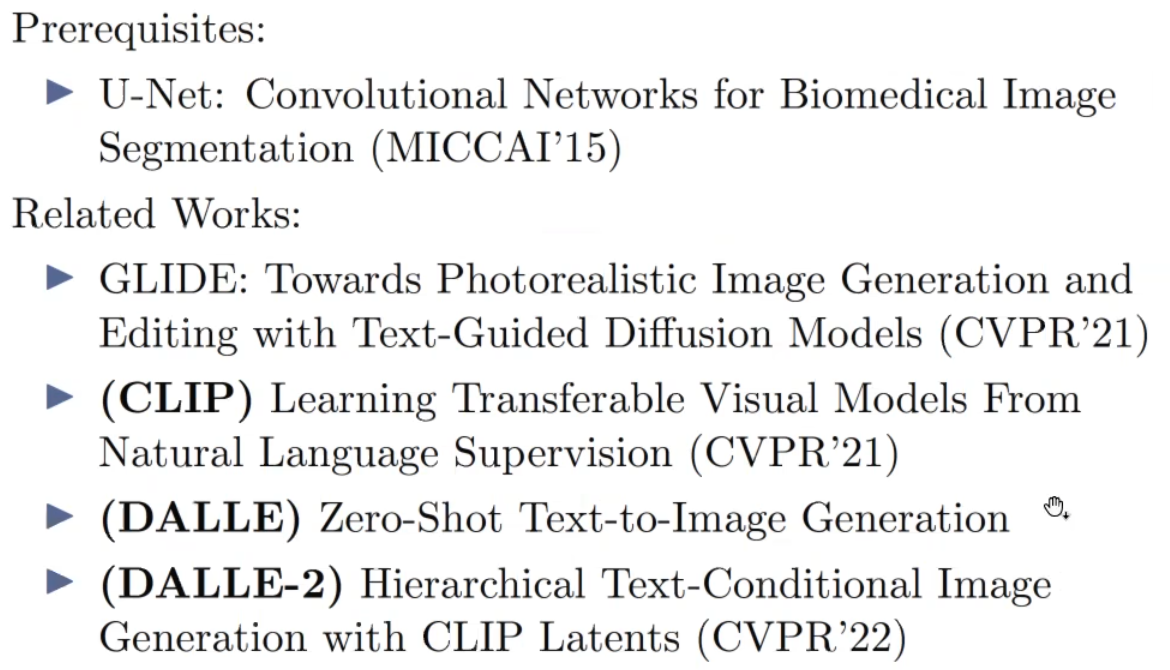 Prerequisites:
▶ U-Net: Convolutional Networks for Biomedical Image
Segmentation (MICCAI'15)
Related Works:
▶ GLIDE: Towards Photorealistic Image Generation and
Editing with Text-Guided Diffusion Models (CVPR'21)
▶ (CLIP) Learning Transferable Visual Models From
Natural Language Supervision (CVPR'21)
▶ (DALLE) Zero-Shot Text-to-Image Generation
▶ (DALLE-2) Hierarchical Text-Conditional Image
Generation with CLIP Latents (CVPR'22)